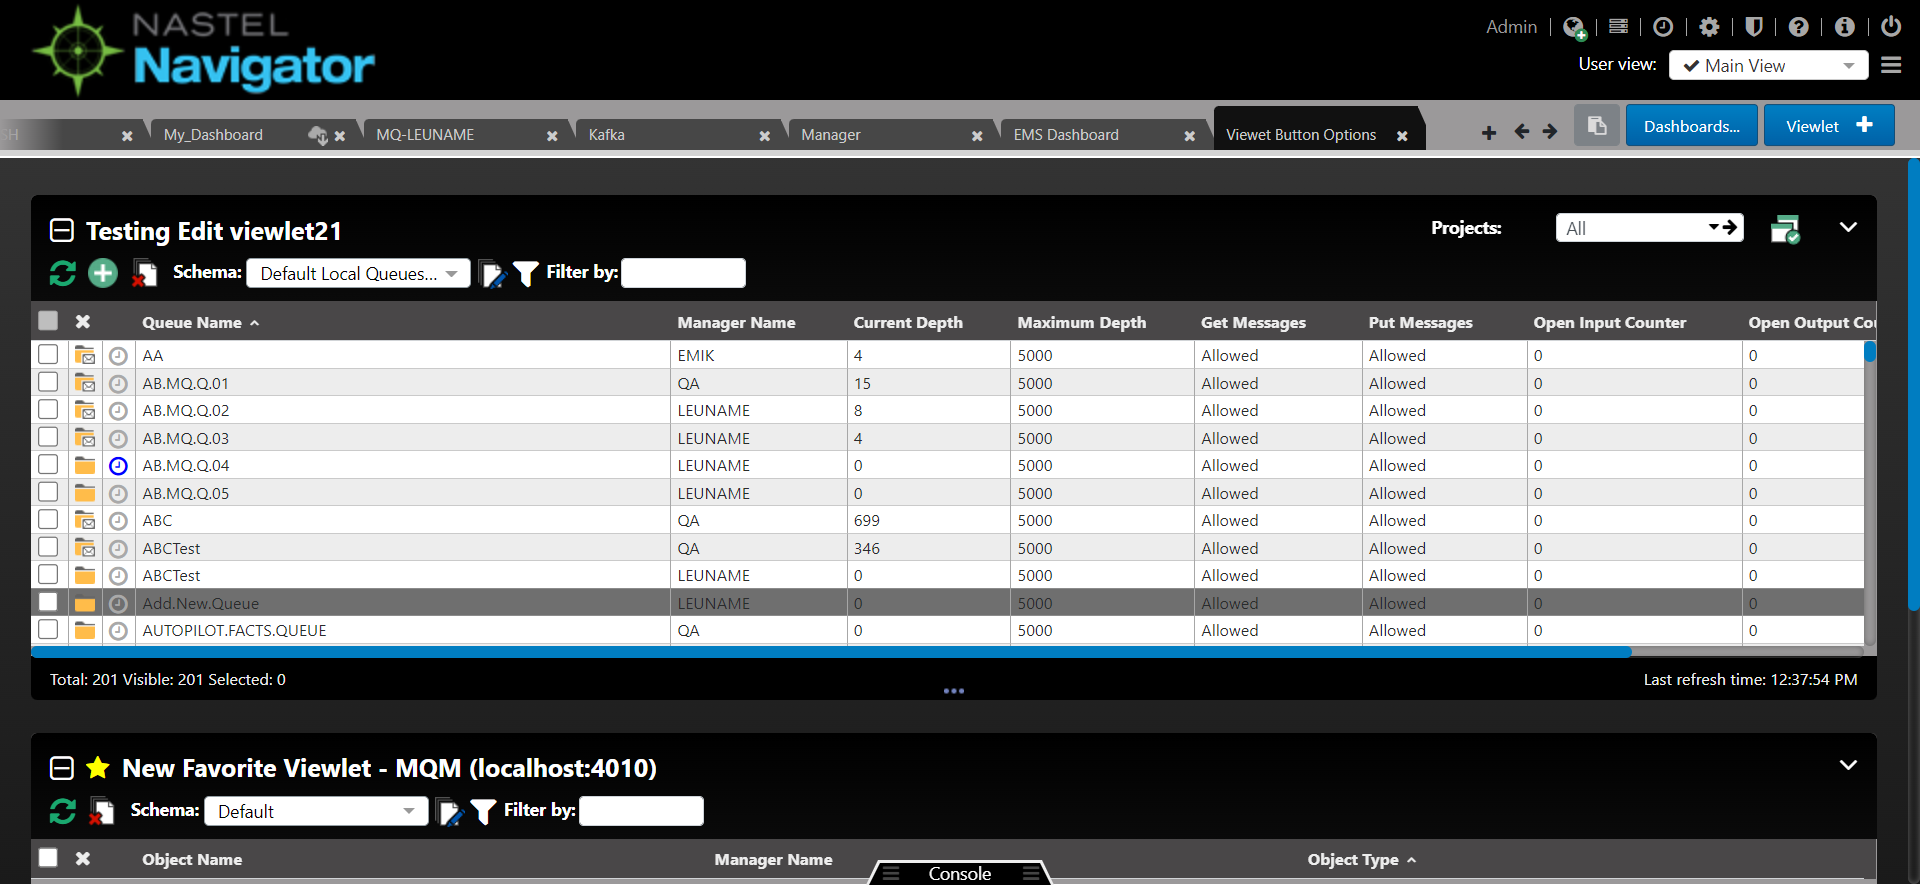 NASTEL
Navigator
Admin
User view: Main View
SH
My_Dashboard
MQ-LEUNAME
Kafka
Manager
EMS Dashboard
Viewet Button Options
Dashboards...
Viewlet
Testing Edit viewlet21
Projects: All
Schema: Default Local Queues... Filter by:
Queue Name Manager Name Current Depth Maximum Depth Get Messages Put Messages Open Input Counter Open Output Cou
AA EMIK 4 5000 Allowed Allowed 0 0
AB.MQ.Q.01 QA 15 5000 Allowed Allowed 0 0
AB.MQ.Q.02 LEUNAME 8 5000 Allowed Allowed 0 0
AB.MQ.Q.03 LEUNAME 4 5000 Allowed Allowed 0 0
AB.MQ.Q.04 LEUNAME 0 5000 Allowed Allowed 0 0
AB.MQ.Q.05 LEUNAME 0 5000 Allowed Allowed 0 0
ABC QA 699 5000 Allowed Allowed 0 0
ABCTest QA 346 5000 Allowed Allowed 0 0
ABCTest LEUNAME 0 5000 Allowed Allowed 0 0
Add.New.Queue LEUNAME 0 5000 Allowed Allowed 0 0
AUTOPILOT.FACTS.QUEUE QA 0 5000 Allowed Allowed 0 0
Total: 201 Visible: 201 Selected: 0
Last refresh time: 12:37:54 PM
New Favorite Viewlet - MQM (localhost:4010)
Schema: Default Filter by:
Object Name Manager Name Object Type
Console